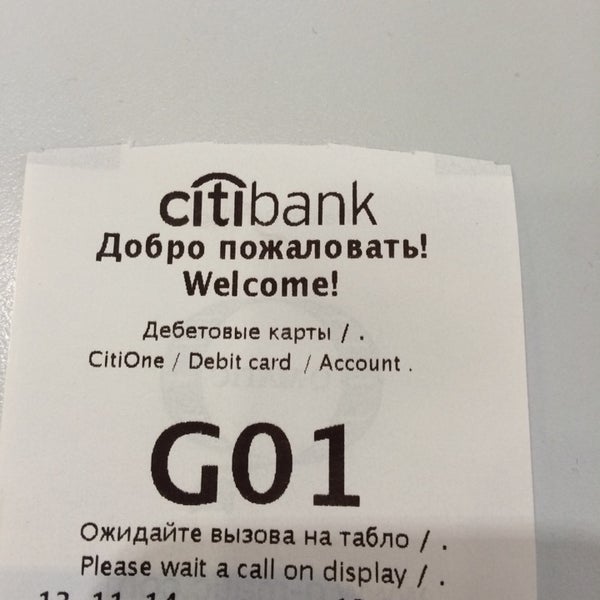 citibank
Добро пожаловать!
Welcome!
Дебетовые карты / .
CitiOne / Debit card / Account .
G01
Ожидайте вызова на табло / .
Please wait a call on display / .